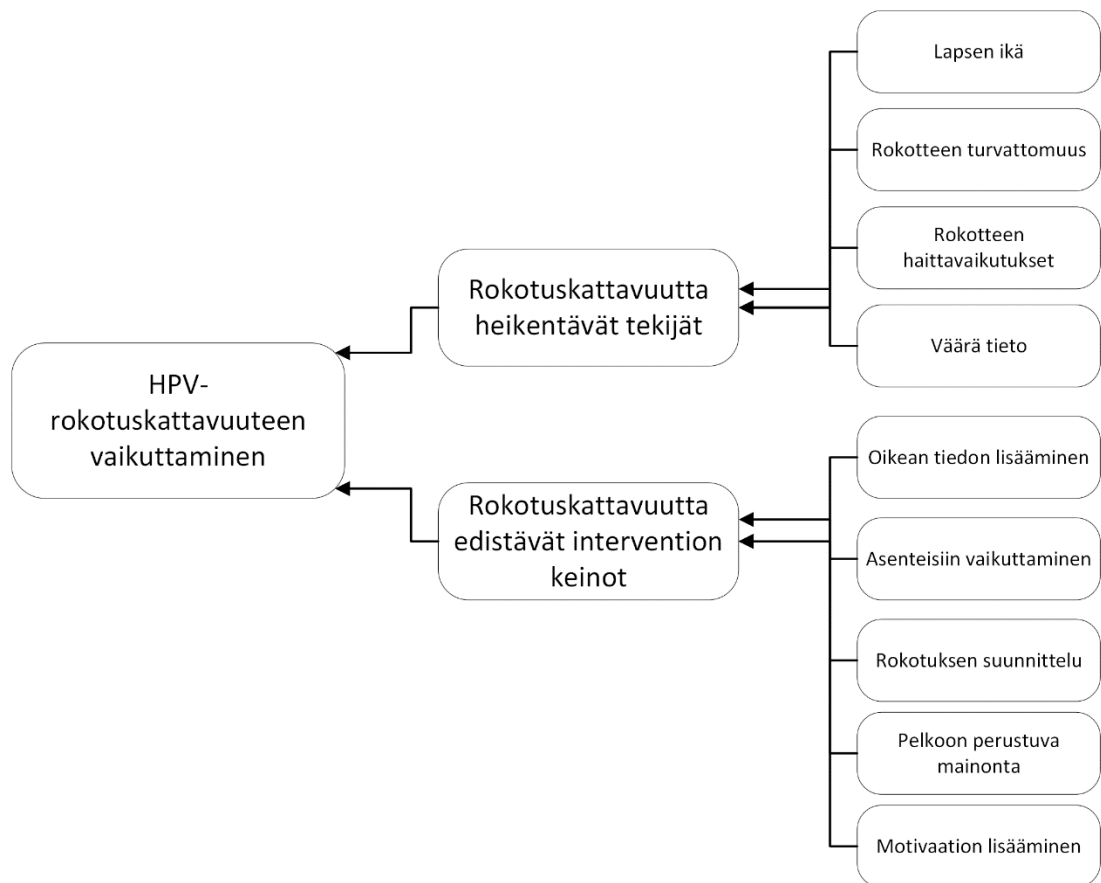 Lapsen ikä
Rokotteen turvattomuus
Rokotteen
haittavaikutukset
Väärä tieto
Rokotuskattavuutta
heikentävät tekijät
HPV-
rokotuskattavuuteen
vaikuttaminen
Rokotuskattavuutta
edistävät intervention
keinot
Oikean tiedon lisääminen
Asenteisiin vaikuttaminen
Rokotuksen suunnittelu
Pelkoon perustuva
mainonta
Motivaation lisääminen